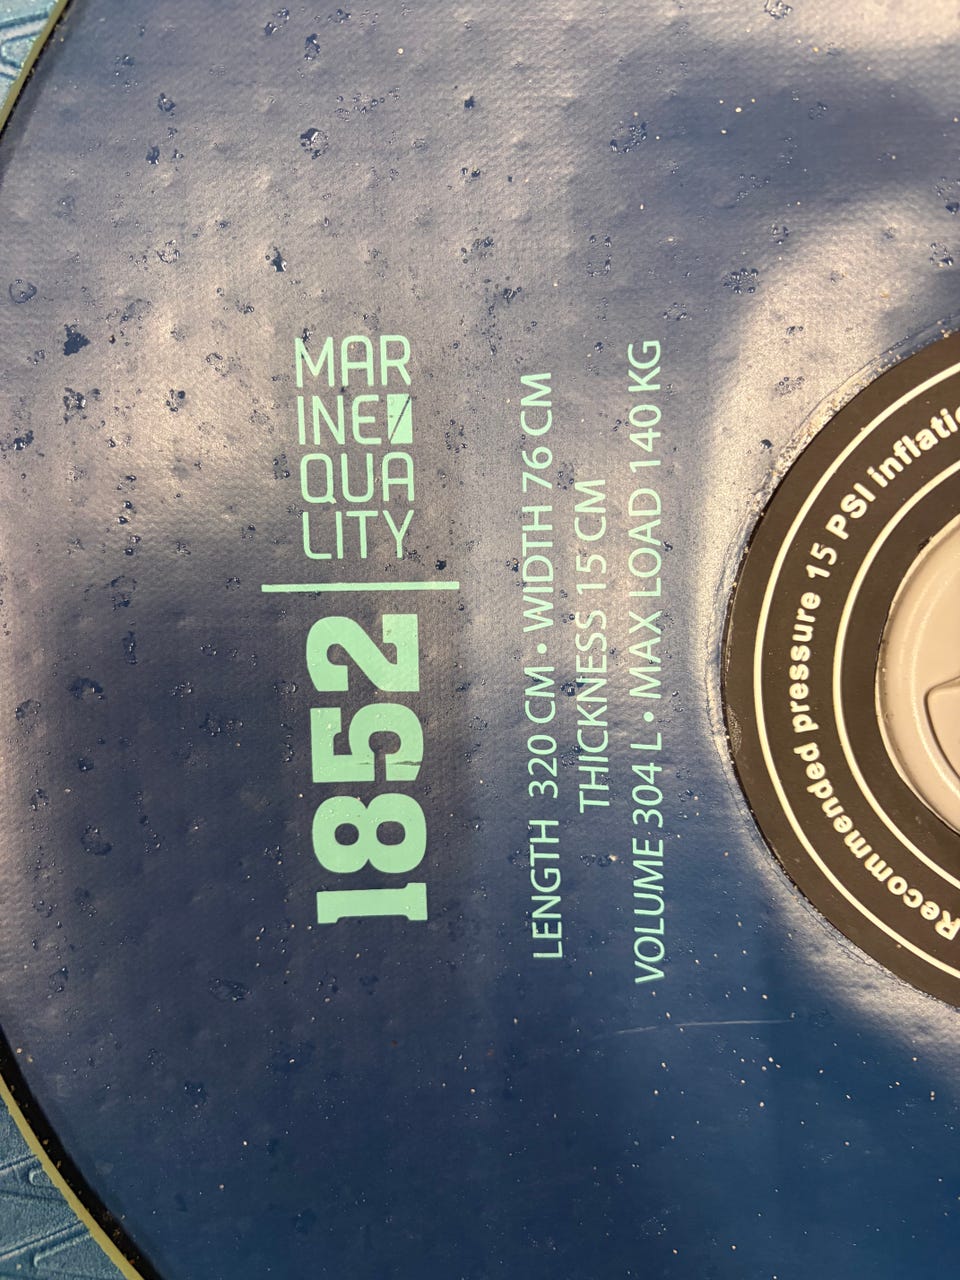 1852
MAR
INE
QUA
LITY
LENGTH 320 CM • WIDTH 76 CM
THICKNESS 15 CM
VOLUME 304 L • MAX LOAD 140 KG
Recommended pressure 15 PSI